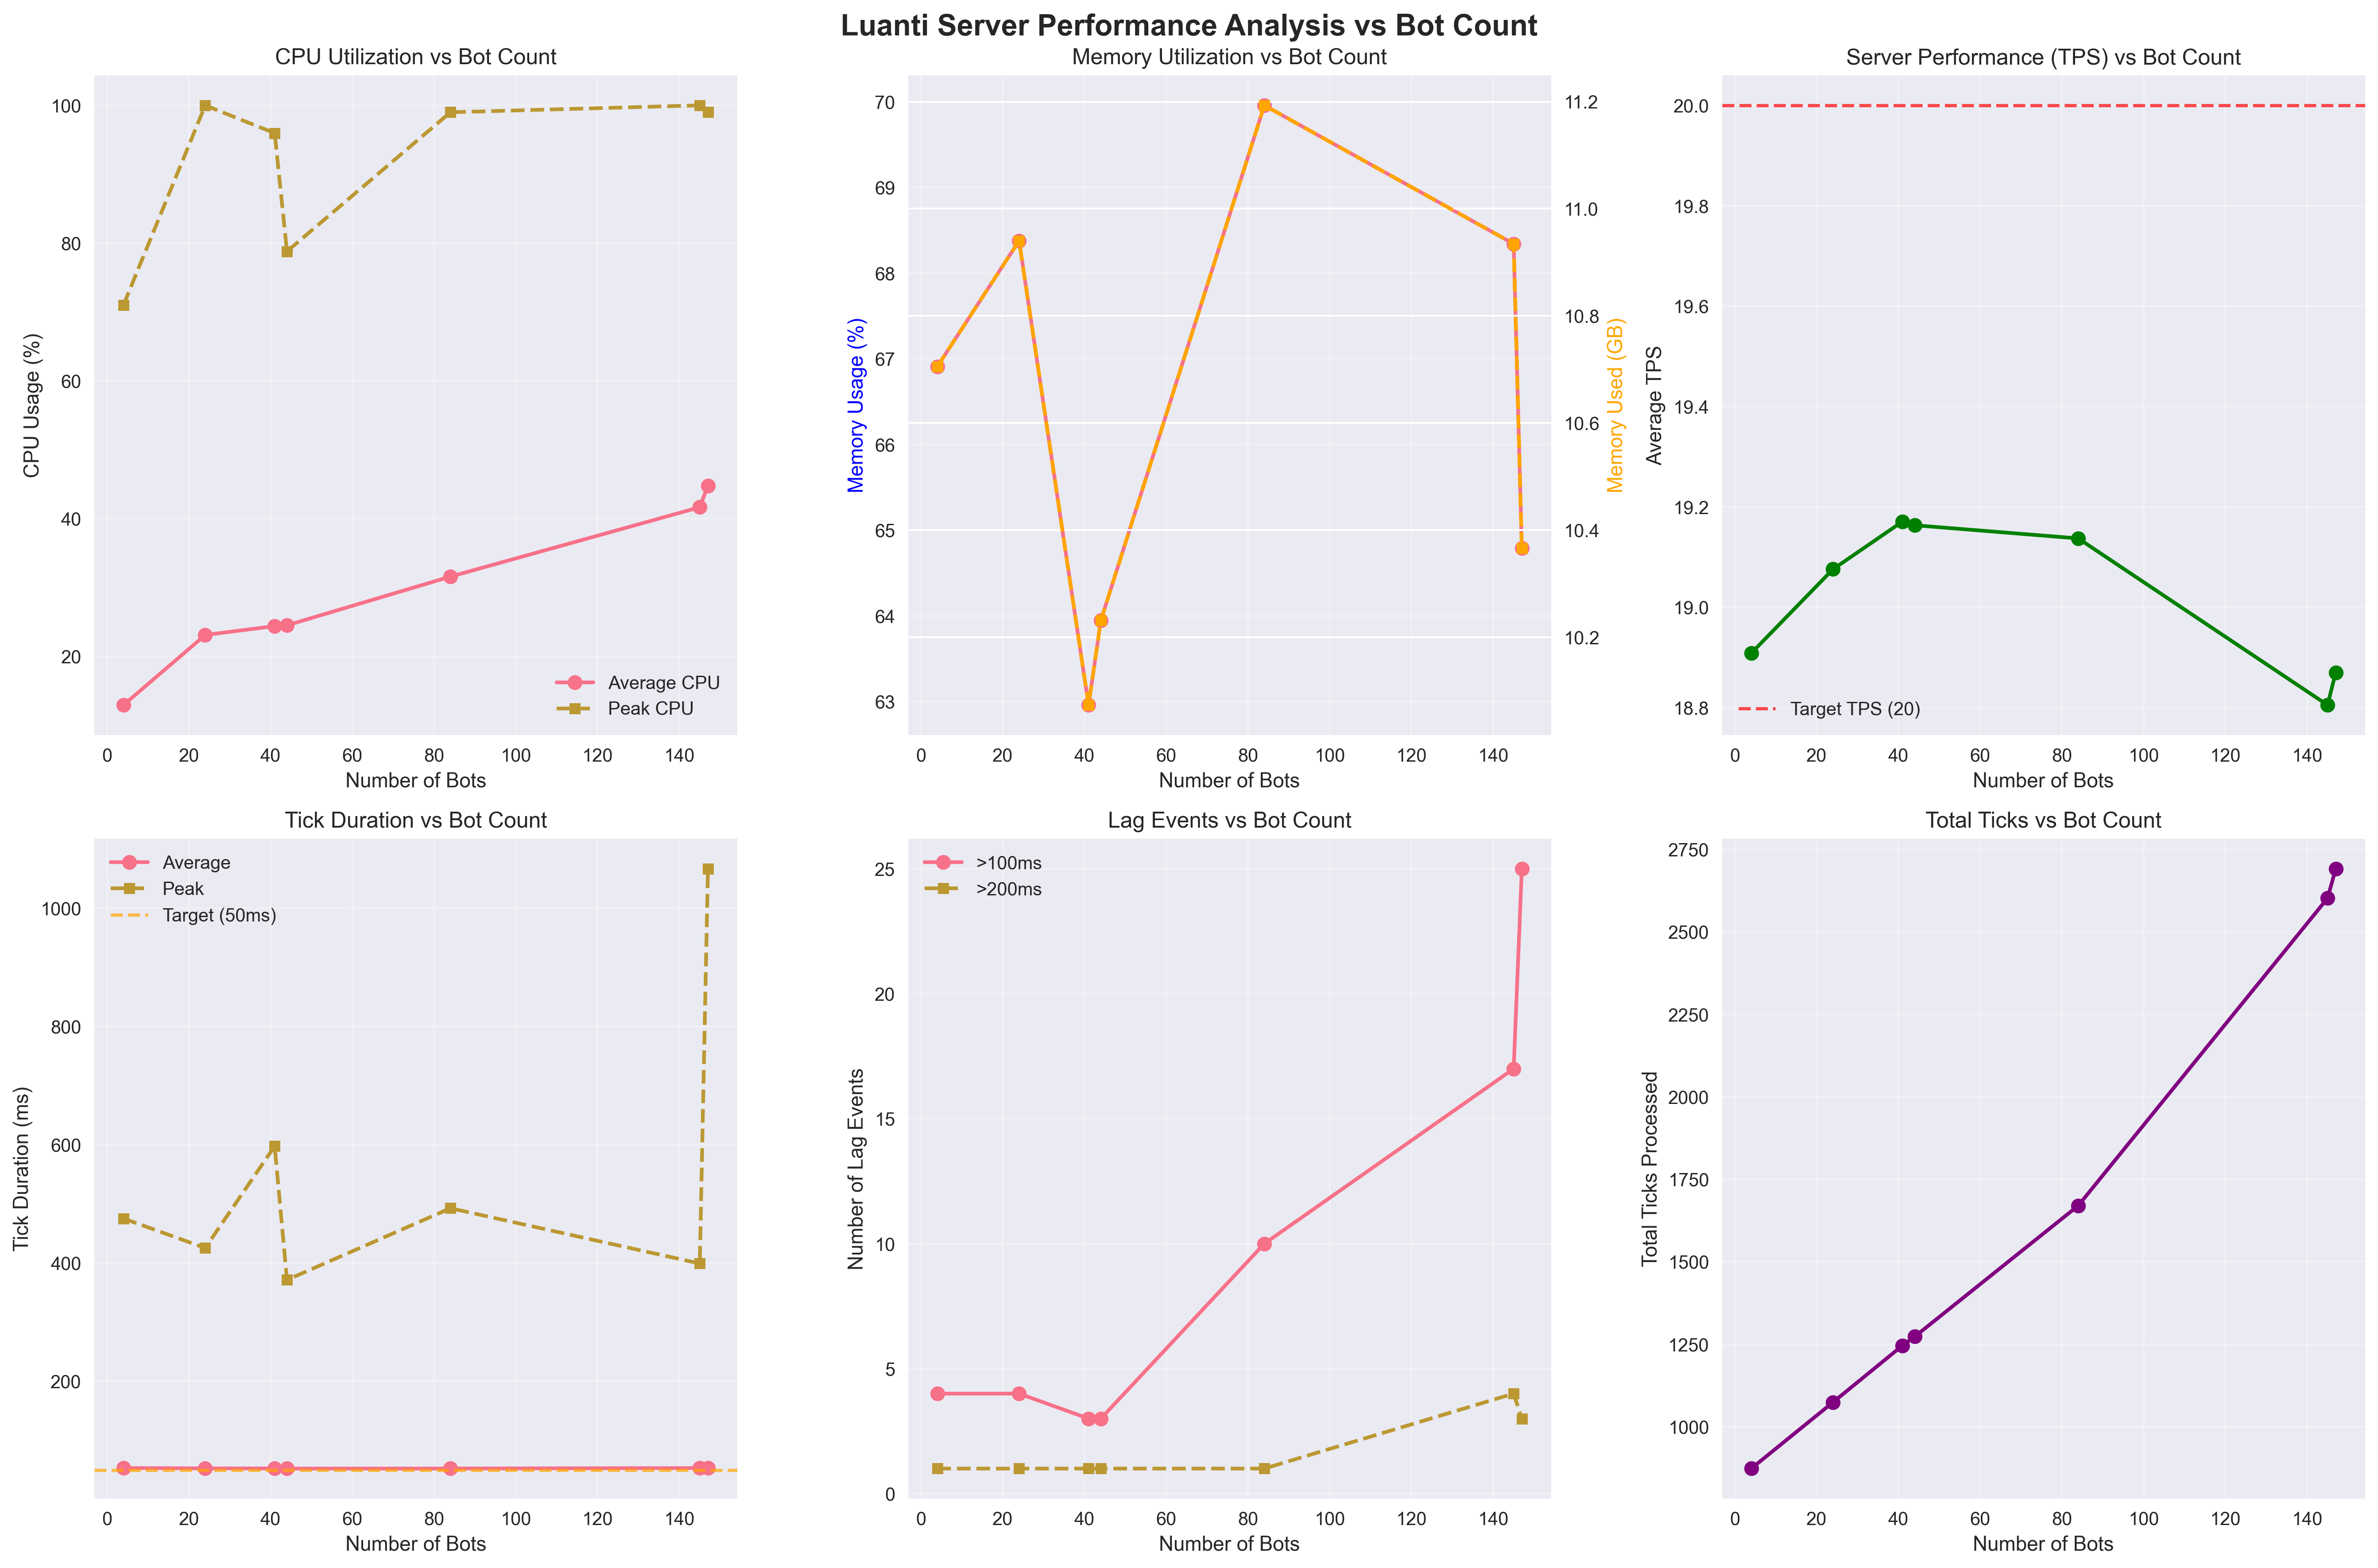 Luanti Server Performance Analysis vs Bot Count
CPU Utilization vs Bot Count
100
80
60
40
20
CPU Usage (%)
Average CPU
Peak CPU
0 20 40 60 80 100 120 140
Number of Bots
Memory Utilization vs Bot Count
70
69
68
67
66
65
64
63
Memory Usage (%)
11.2
11.0
10.8
10.6
10.4
10.2
Memory Used (GB)
0 20 40 60 80 100 120 140
Number of Bots
Server Performance (TPS) vs Bot Count
20.0
19.8
19.6
19.4
19.2
19.0
18.8
Average TPS
Target TPS (20)
0 20 40 60 80 100 120 140
Number of Bots
Tick Duration vs Bot Count
Average
Peak
Target (50ms)
1000
800
600
400
200
Tick Duration (ms)
0 20 40 60 80 100 120 140
Number of Bots
Lag Events vs Bot Count
>100ms
>200ms
25
20
15
10
5
0
Number of Lag Events
0 20 40 60 80 100 120 140
Number of Bots
Total Ticks vs Bot Count
2750
2500
2250
2000
1750
1500
1250
1000
Total Ticks Processed
0 20 40 60 80 100 120 140
Number of Bots